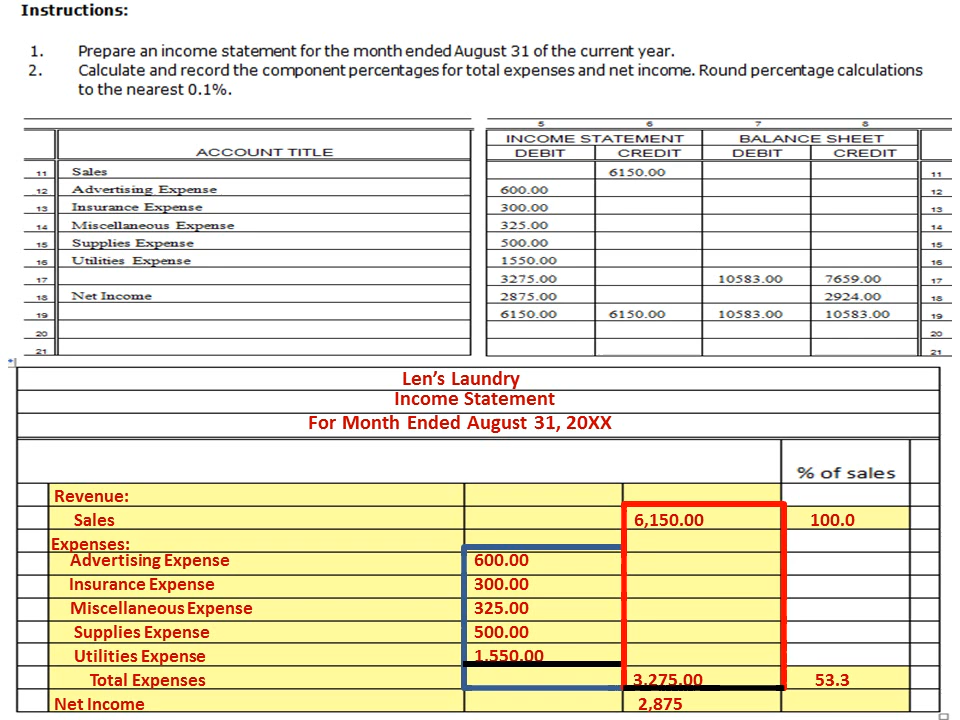 Instructions:
1. Prepare an income statement for the month ended August 31 of the current year.
2. Calculate and record the component percentages for total expenses and net income. Round percentage calculations
to the nearest 0.1%.
5 6 7 8
INCOME STATEMENT BALANCE SHEET
ACCOUNT TITLE DEBIT CREDIT DEBIT CREDIT
11 Sales 6150.00 11
12 Advertising Expense 600.00 12
13 Insurance Expense 300.00 13
14 Miscellaneous Expense 325.00 14
15 Supplies Expense 500.00 15
16 Utilities Expense 1550.00 16
17 3275.00 10583.00 7659.00 17
18 Net Income 2875.00 2924.00 18
19 6150.00 6150.00 10583.00 10583.00 19
20 20
21 21
Len's Laundry
Income Statement
For Month Ended August 31, 20XX
% of sales
Revenue:
Sales 6,150.00 100.0
Expenses:
Advertising Expense 600.00
Insurance Expense 300.00
Miscellaneous Expense 325.00
Supplies Expense 500.00
Utilities Expense 1,550.00
Total Expenses 3,275.00 53.3
Net Income 2,875